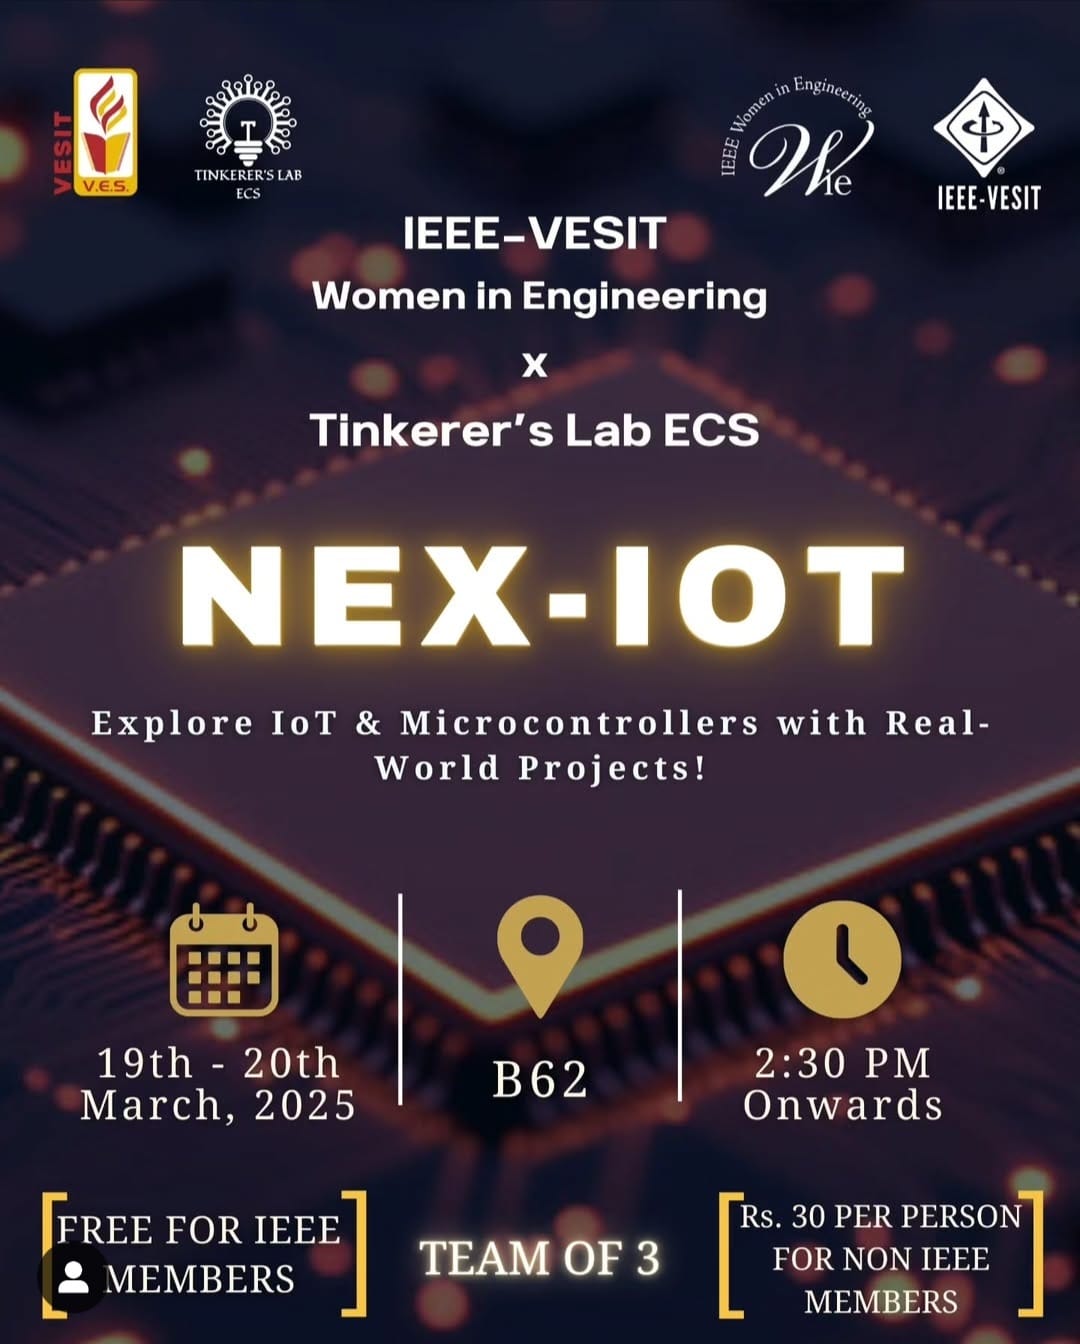 VESIT
V.E.S.
T
TINKERER'S LAB
ECS
IEEE Women in Engineering
Wie
IEEE-VESIT
IEEE-VESIT
Women in Engineering
x
Tinkerer's Lab ECS
NEX-IOT
Explore IoT & Microcontrollers with Real-
World Projects!
19th - 20th
March, 2025
B62
2:30 PM
Onwards
FREE FOR IEEE
MEMBERS
TEAM OF 3
Rs. 30 PER PERSON
FOR NON IEEE
MEMBERS